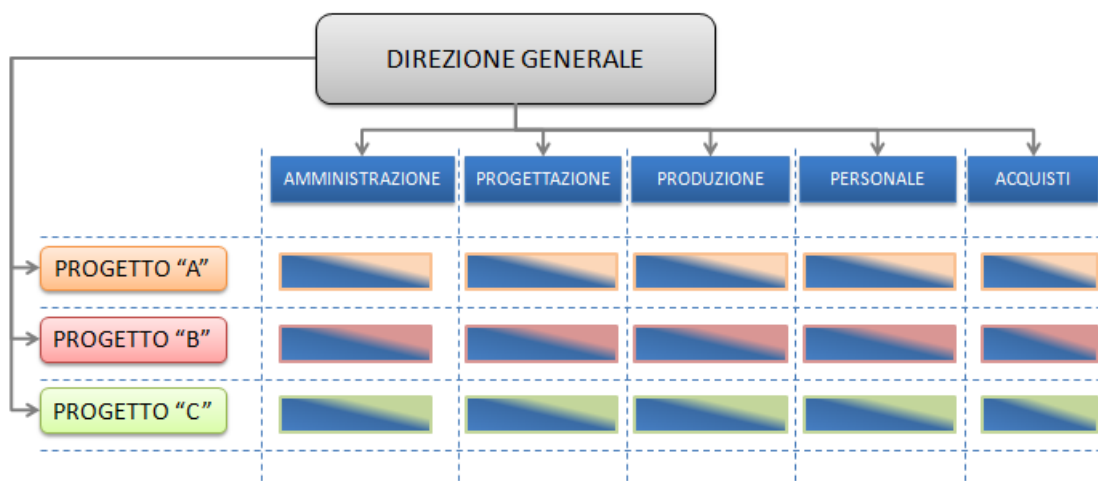 DIREZIONE GENERALE
AMMINISTRAZIONE PROGETTAZIONE PRODUZIONE PERSONALE ACQUISTI
PROGETTO “A”
PROGETTO “B”
PROGETTO “C”